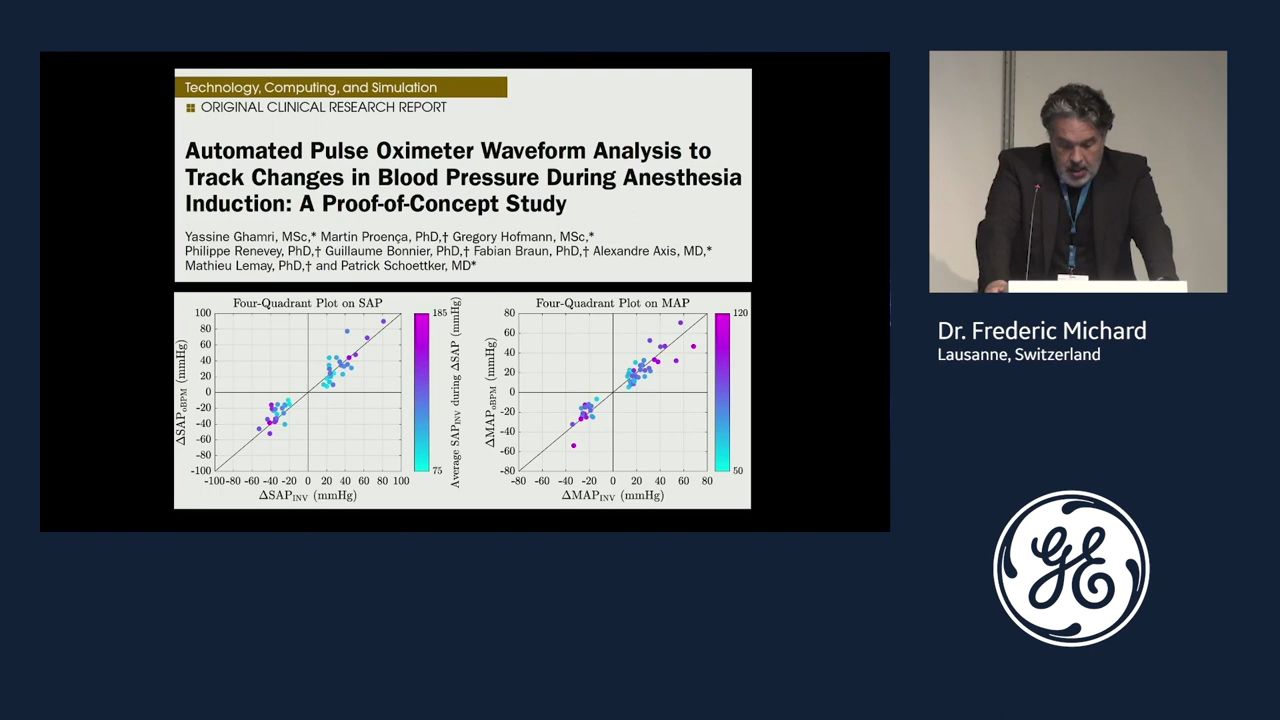 Technology, Computing, and Simulation
ORIGINAL CLINICAL RESEARCH REPORT
Automated Pulse Oximeter Waveform Analysis to
Track Changes in Blood Pressure During Anesthesia
Induction: A Proof-of-Concept Study
Yassine Ghamri, MSc,* Martin Proença, PhD,† Gregory Hofmann, MSc,*
Philippe Renevey, PhD,† Guillaume Bonnier, PhD,† Fabian Braun, PhD,† Alexandre Axis, MD,*
Mathieu Lemay, PhD,† and Patrick Schoettker, MD*
Four-Quadrant Plot on SAP
100
80
60
40
20
0
-20
-40
-60
-80
-100
-100 -80 -60 -40 -20 0 20 40 60 80 100
ΔSAPoBPM (mmHg)
ΔSAPINV (mmHg)
185
75
Average SAPINV during ΔSAP (mmHg)
Four-Quadrant Plot on MAP
80
60
40
20
0
-20
-40
-60
-80
-80 -60 -40 -20 0 20 40 60 80
ΔMAPoBPM (mmHg)
ΔMAPINV (mmHg)
120
50
Dr. Frederic Michard
Lausanne, Switzerland
GE